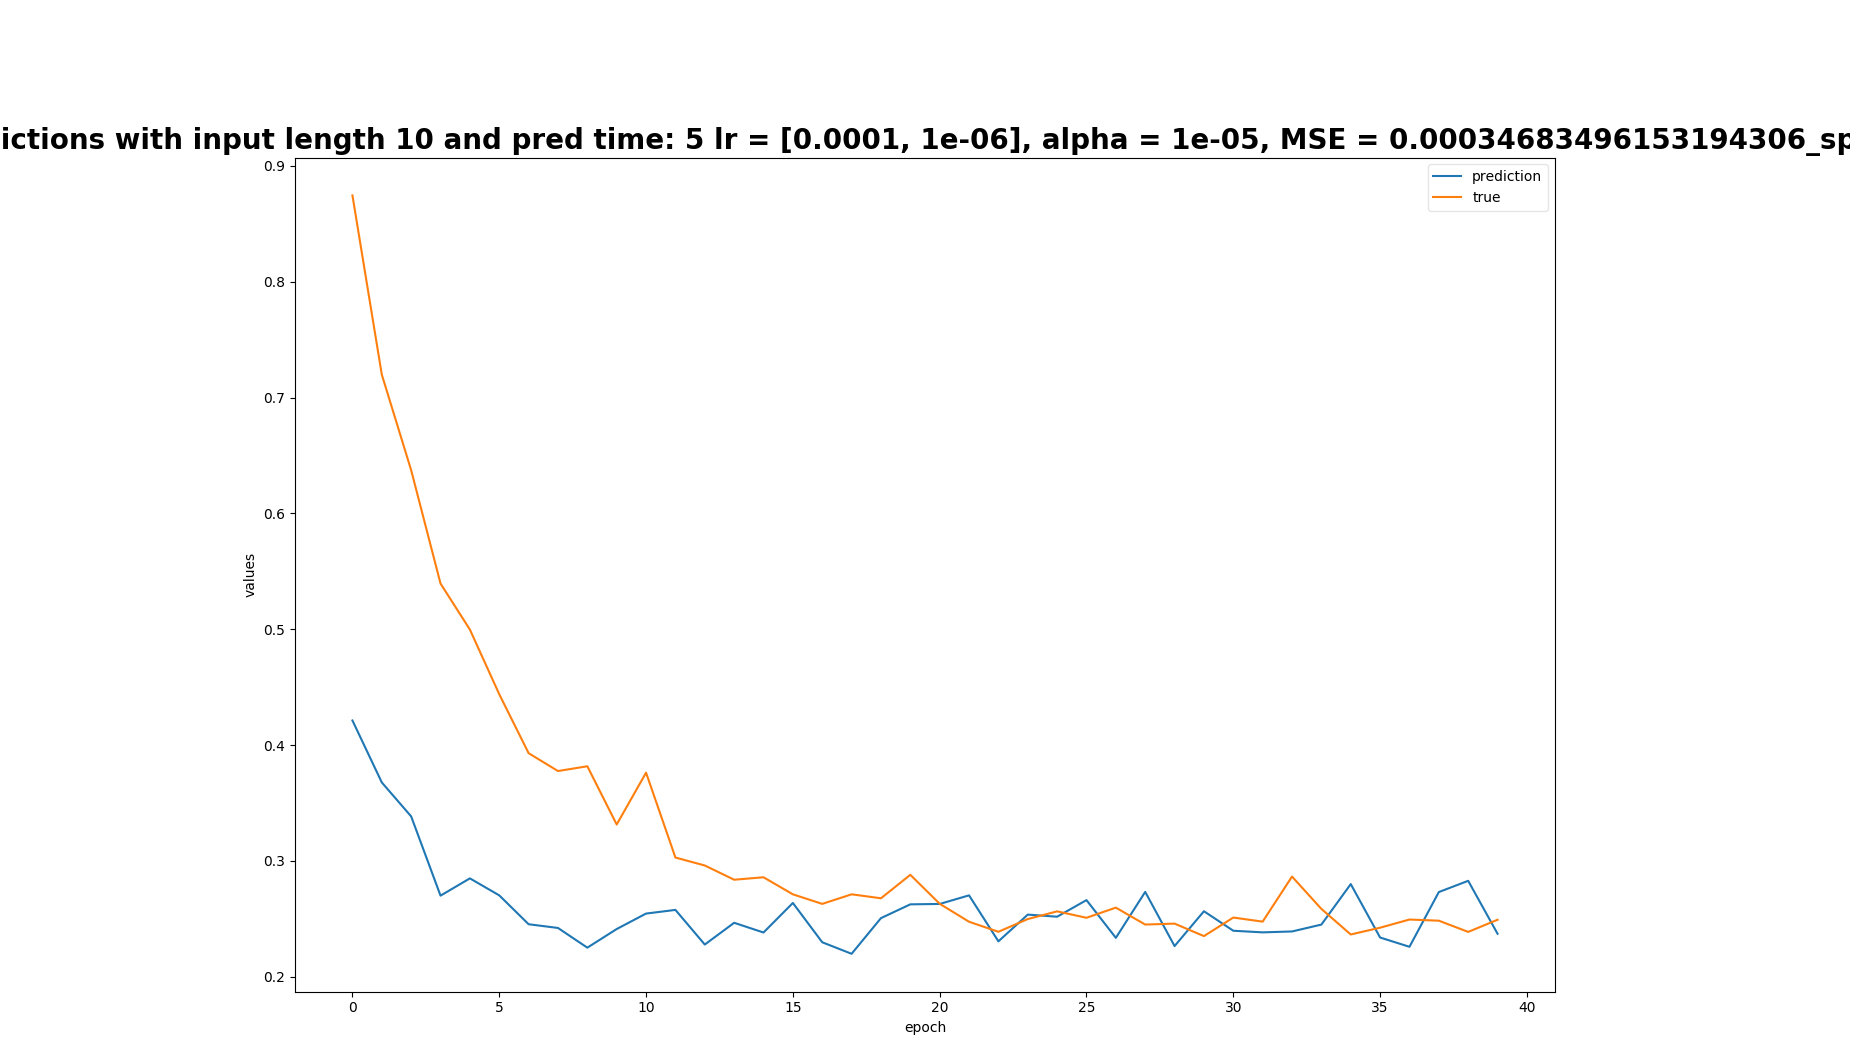 ictions with input length 10 and pred time: 5 lr = [0.0001, 1e-06], alpha = 1e-05, MSE = 0.00034683496153194306_sp
prediction
true
0.9
0.8
0.7
0.6
0.5
0.4
0.3
0.2
values
0 5 10 15 20 25 30 35 40
epoch